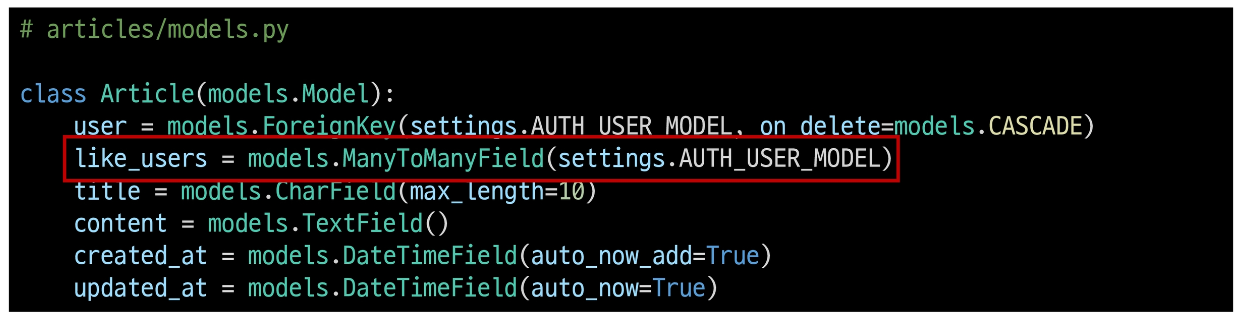 # articles/models.py
class Article(models.Model):
user = models.ForeignKey(settings.AUTH_USER_MODEL, on_delete=models.CASCADE)
like_users = models.ManyToManyField(settings.AUTH_USER_MODEL)
title = models.CharField(max_length=10)
content = models.TextField()
created_at = models.DateTimeField(auto_now_add=True)
updated_at = models.DateTimeField(auto_now=True)